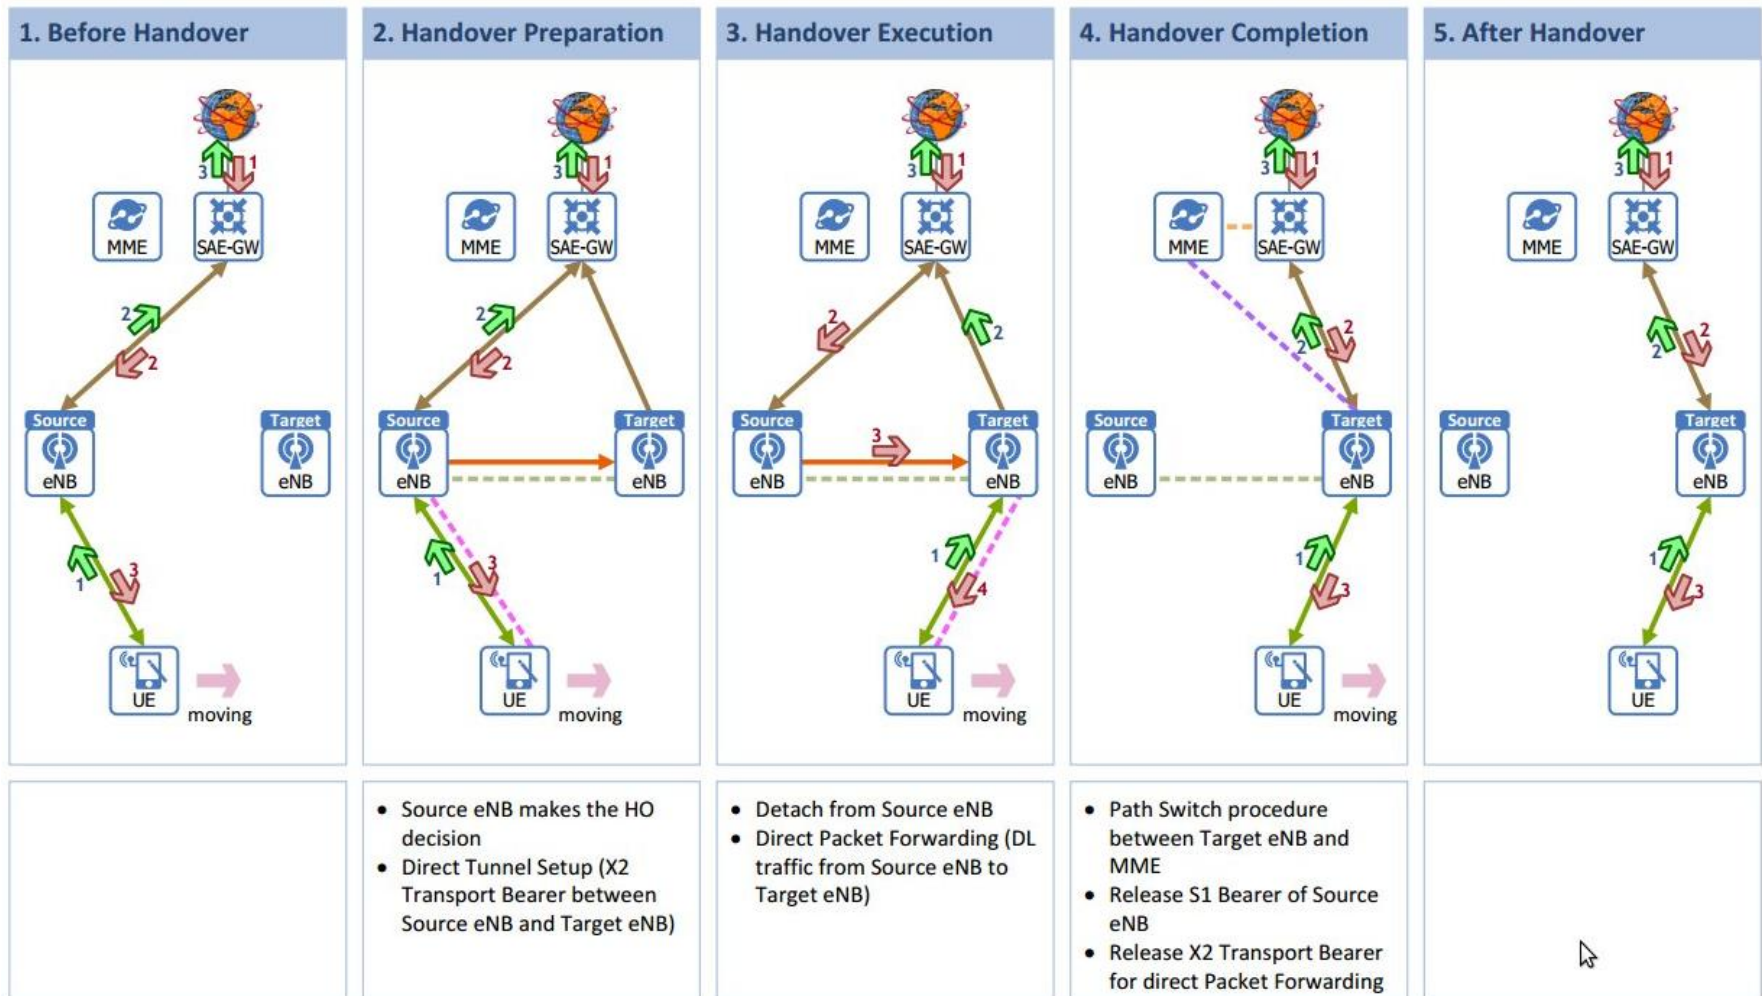 1. Before Handover
3
1
MME
SAE-GW
2
2
Source
eNB
Target
eNB
1
3
UE
moving
2. Handover Preparation
3
1
MME
SAE-GW
2
2
Source
eNB
Target
eNB
1
3
UE
moving
• Source eNB makes the HO
decision
• Direct Tunnel Setup (X2
Transport Bearer between
Source eNB and Target eNB)
3. Handover Execution
3
1
MME
SAE-GW
2
2
Source
eNB
3
Target
eNB
1
4
UE
moving
• Detach from Source eNB
• Direct Packet Forwarding (DL
traffic from Source eNB to
Target eNB)
4. Handover Completion
3
1
MME
SAE-GW
2
2
Source
eNB
Target
eNB
1
3
UE
moving
• Path Switch procedure
between Target eNB and
MME
• Release S1 Bearer of Source
eNB
• Release X2 Transport Bearer
for direct Packet Forwarding
5. After Handover
3
1
MME
SAE-GW
2
2
Source
eNB
Target
eNB
1
3
UE